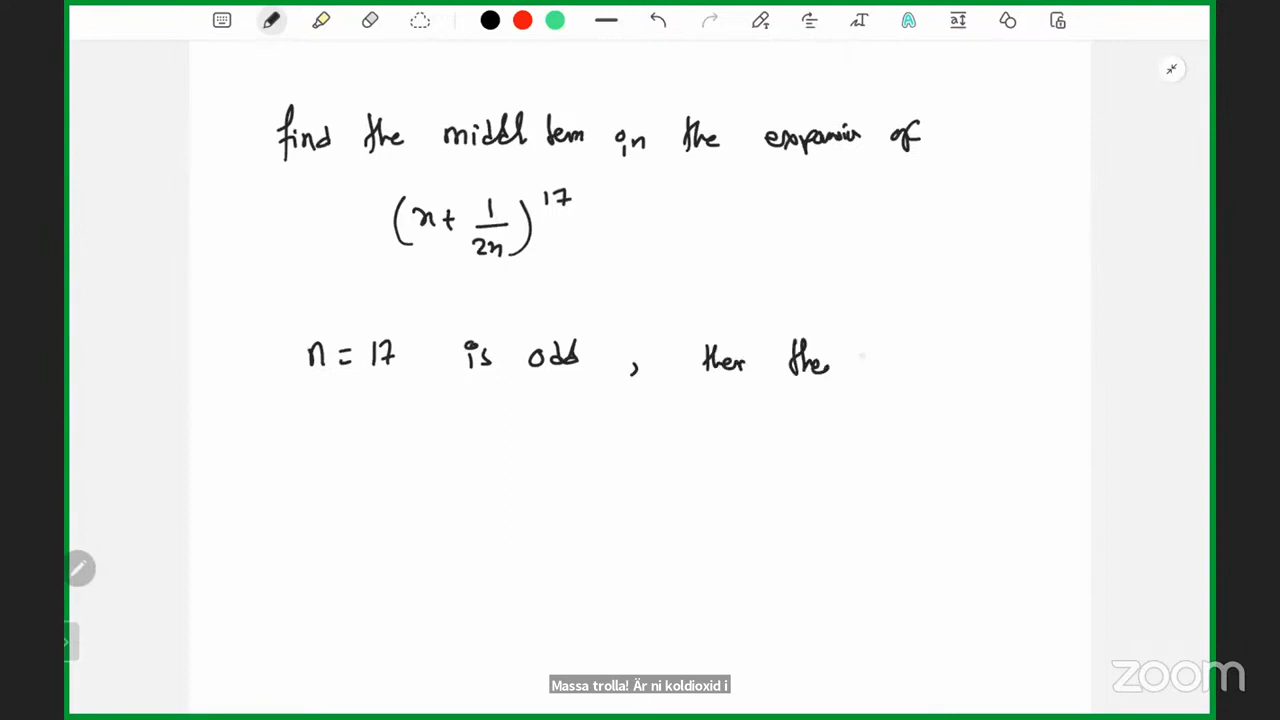 find the middl term in the expansion of
(x + 1/2x)^17
n = 17 is odd , then the
Massa trolla! Är ni koldioxid i
zoom